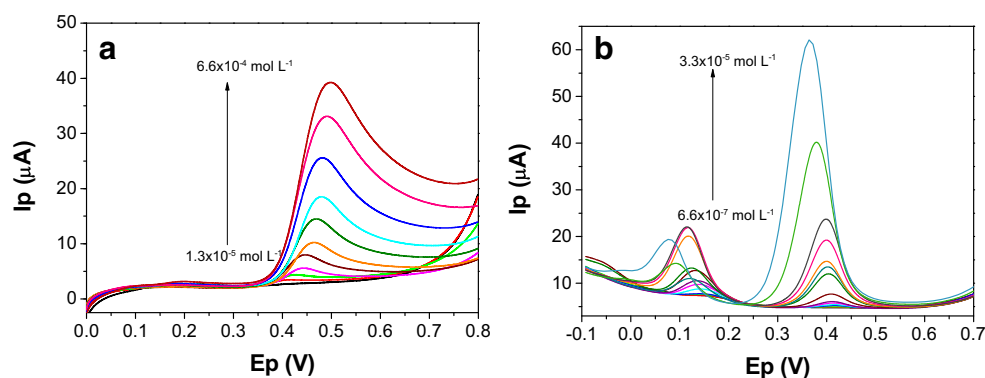 a
6.6x10⁻⁴ mol L⁻¹
1.3x10⁻⁵ mol L⁻¹
50
40
30
20
10
0
Ip (μA)
0.0 0.1 0.2 0.3 0.4 0.5 0.6 0.7 0.8
Ep (V)
b
3.3x10⁻⁵ mol L⁻¹
6.6x10⁻⁷ mol L⁻¹
60
50
40
30
20
10
Ip (μA)
-0.1 0.0 0.1 0.2 0.3 0.4 0.5 0.6 0.7
Ep (V)